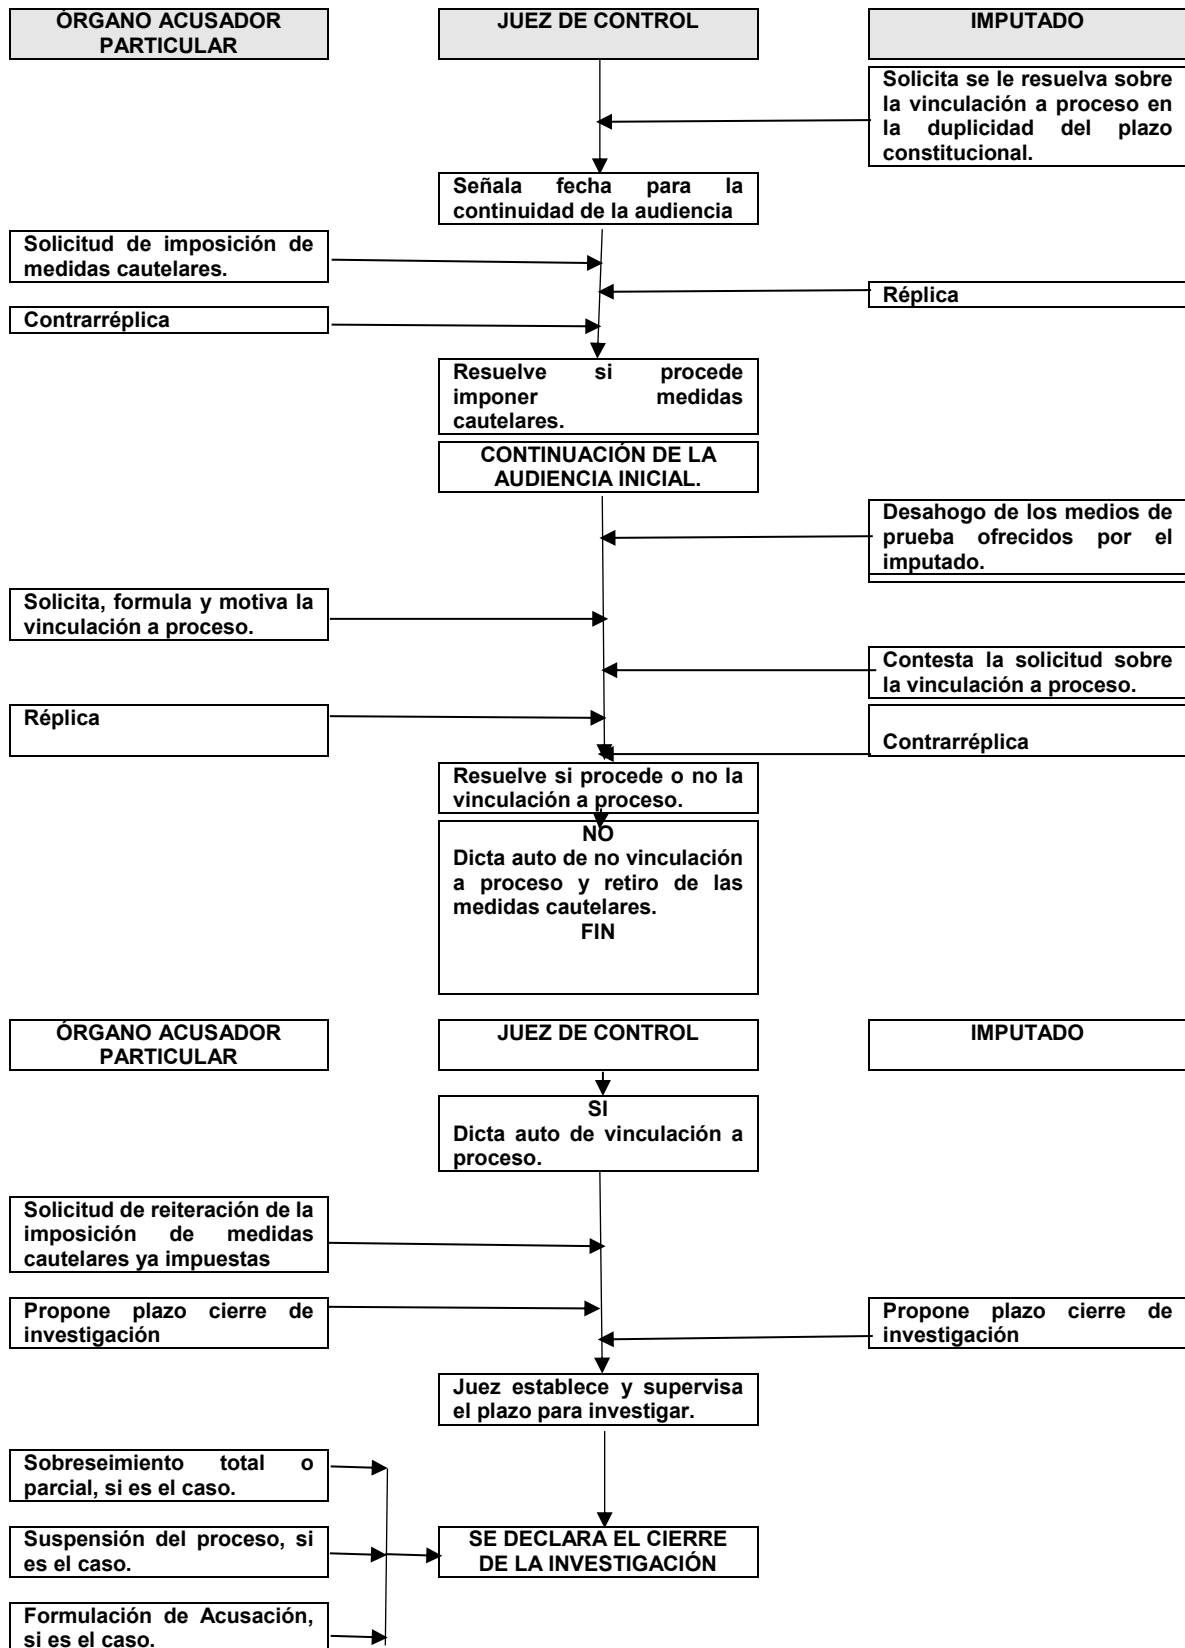 ÓRGANO ACUSADOR
PARTICULAR
JUEZ DE CONTROL
IMPUTADO
Solicita se le resuelva sobre
la vinculación a proceso en
la duplicidad del plazo
constitucional.
Señala fecha para la
continuidad de la audiencia
Solicitud de imposición de
medidas cautelares.
Réplica
Contrarréplica
Resuelve si procede
imponer medidas
cautelares.
CONTINUACIÓN DE LA
AUDIENCIA INICIAL.
Desahogo de los medios de
prueba ofrecidos por el
imputado.
Solicita, formula y motiva la
vinculación a proceso.
Contesta la solicitud sobre
la vinculación a proceso.
Réplica
Contrarréplica
Resuelve si procede o no la
vinculación a proceso.
NO
Dicta auto de no vinculación
a proceso y retiro de las
medidas cautelares.
FIN
ÓRGANO ACUSADOR
PARTICULAR
JUEZ DE CONTROL
IMPUTADO
SI
Dicta auto de vinculación a
proceso.
Solicitud de reiteración de la
imposición de medidas
cautelares ya impuestas
Propone plazo cierre de
investigación
Propone plazo cierre de
investigación
Juez establece y supervisa
el plazo para investigar.
Sobreseimiento total o
parcial, si es el caso.
Suspensión del proceso, si
es el caso.
SE DECLARA EL CIERRE
DE LA INVESTIGACIÓN
Formulación de Acusación,
si es el caso.